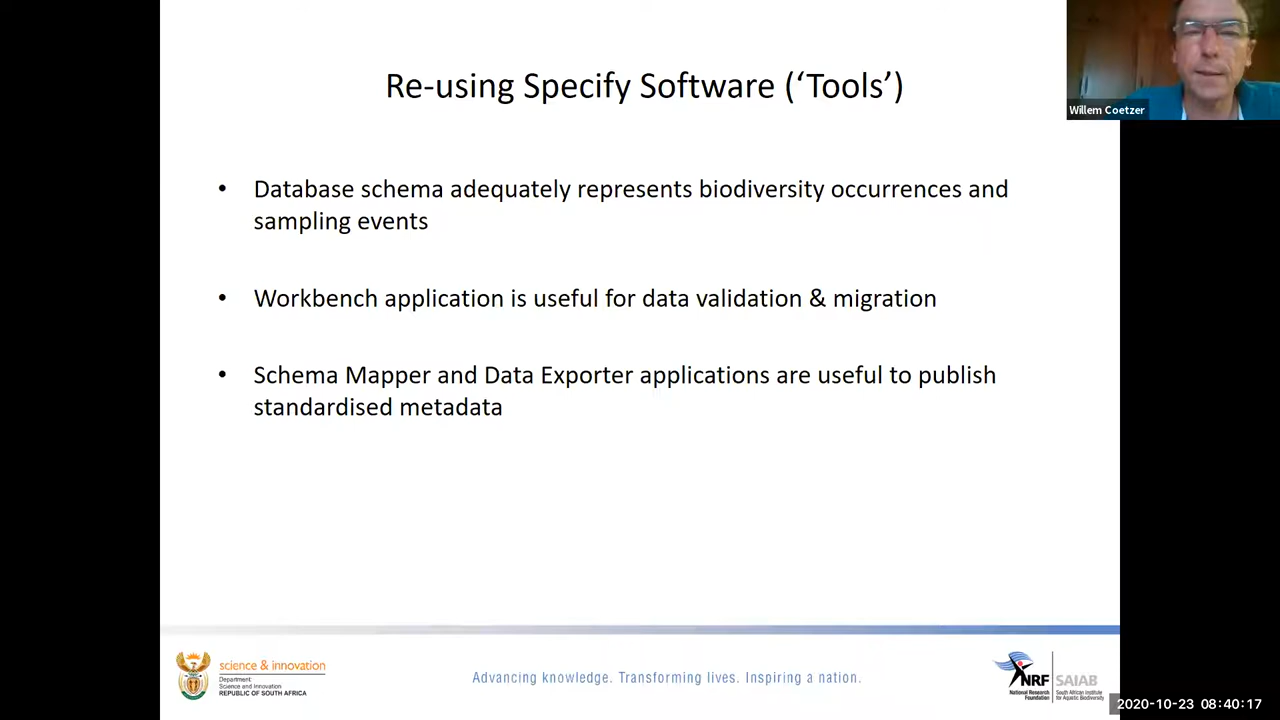 Re-using Specify Software (‘Tools’)
Willem Coetzer
• Database schema adequately represents biodiversity occurrences and
sampling events
• Workbench application is useful for data validation & migration
• Schema Mapper and Data Exporter applications are useful to publish
standardised metadata
science & innovation
Department:
Science and Innovation
REPUBLIC OF SOUTH AFRICA
Advancing knowledge. Transforming lives. Inspiring a nation.
NRF
National Research
Foundation
SAIAB
South African Institute
for Aquatic Biodiversity
2020-10-23 08:40:17